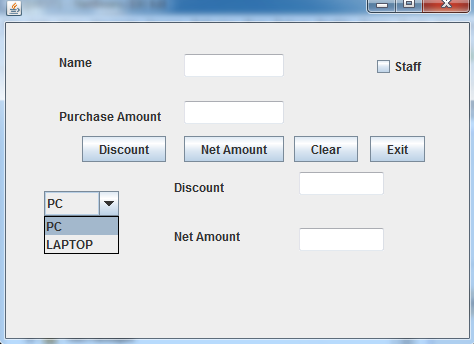 Name
Staff
Purchase Amount
Discount Net Amount Clear Exit
Discount
PC
PC
LAPTOP
Net Amount